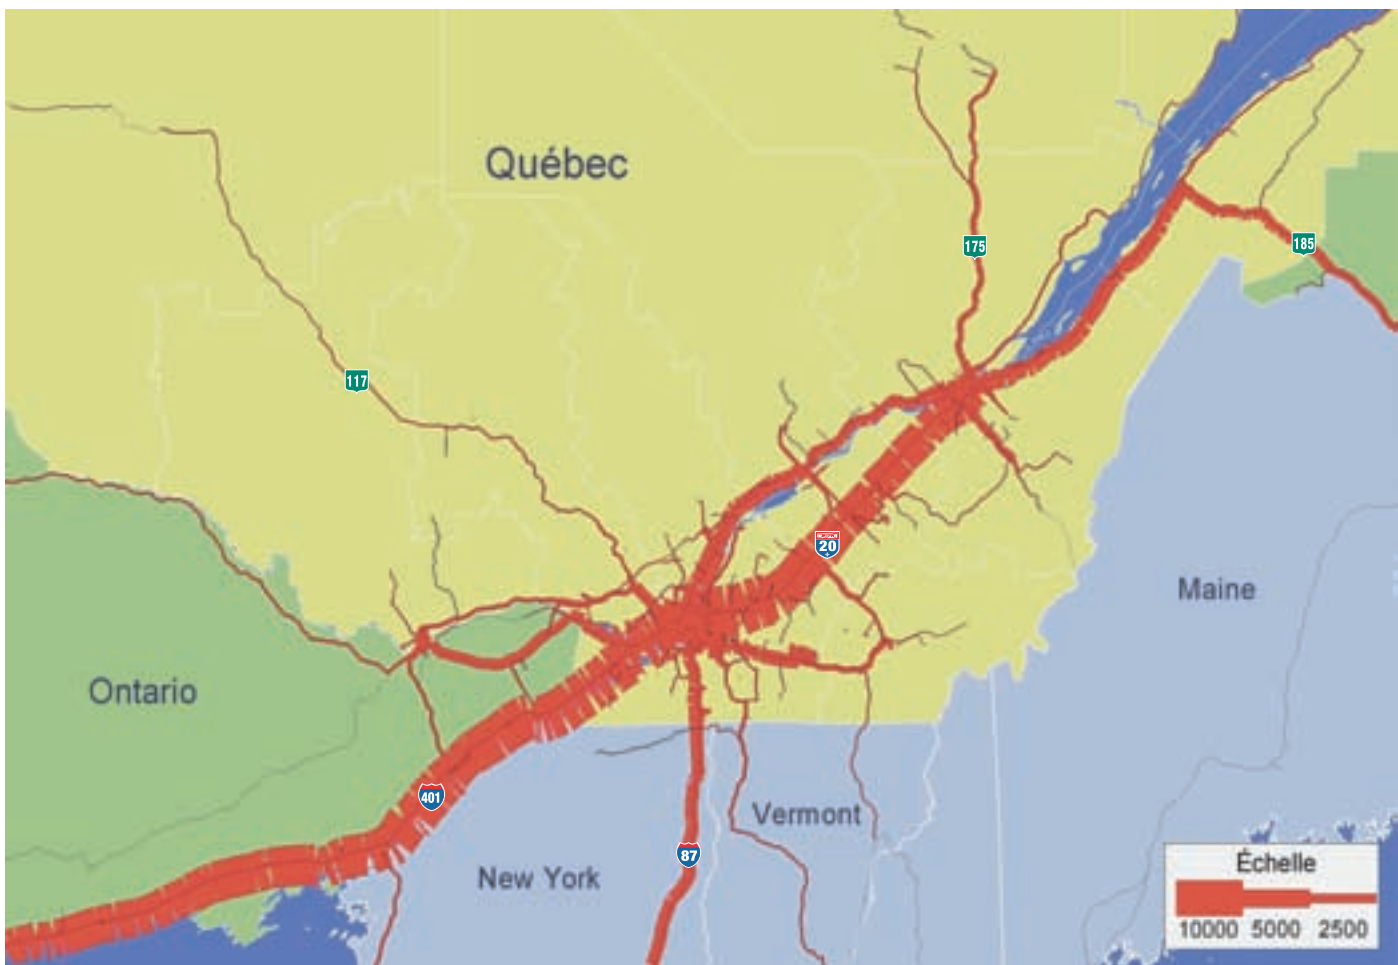 Québec
175
185
117
20
Maine
Ontario
401
Vermont
87
New York
Échelle
10000 5000 2500